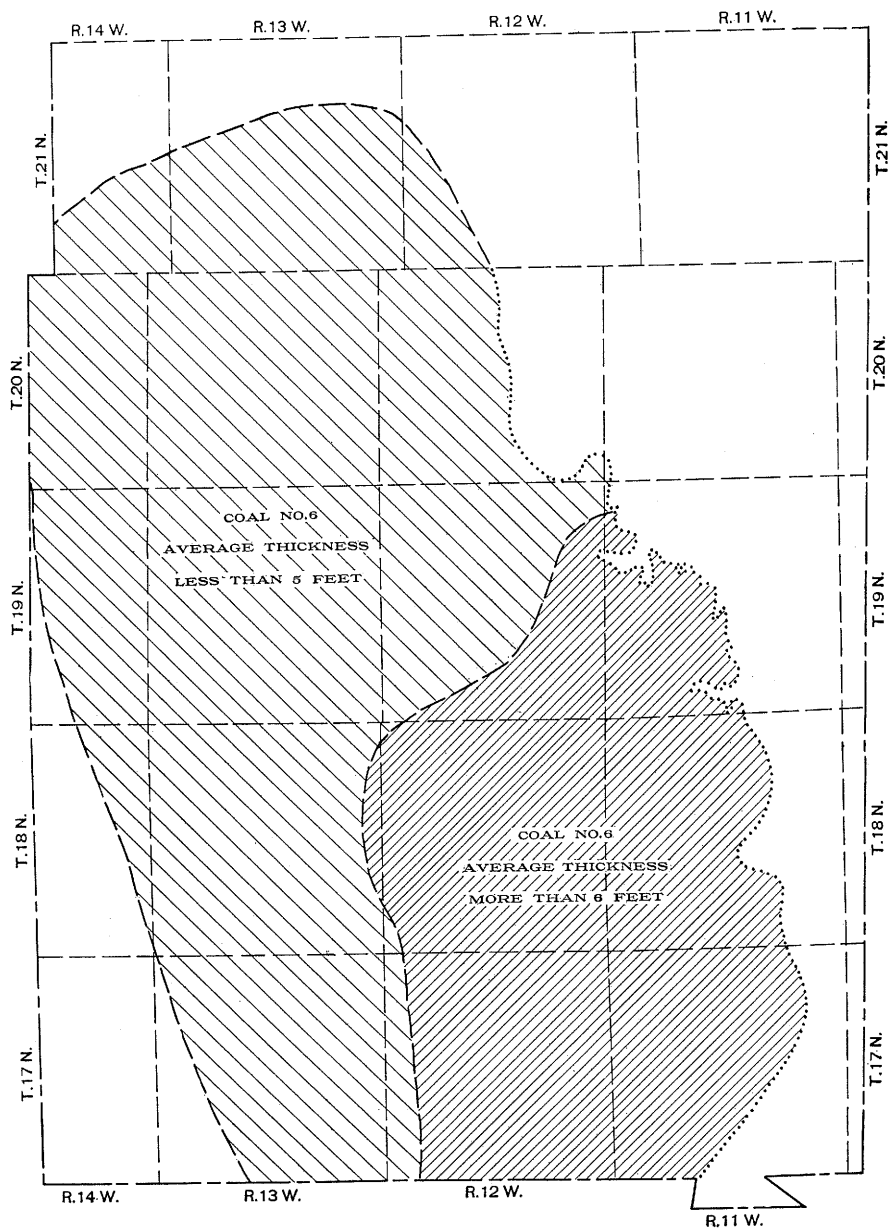 R.14 W.
R.13 W.
R.12 W.
R.11 W.
T.21 N.
T.21 N.
T.20 N.
T.20 N.
COAL NO.6
AVERAGE THICKNESS
LESS THAN 5 FEET
T.19 N.
T.19 N.
COAL NO.6
AVERAGE THICKNESS
MORE THAN 6 FEET
T.18 N.
T.18 N.
T.17 N.
T.17 N.
R.14 W.
R.13 W.
R.12 W.
R.11 W.